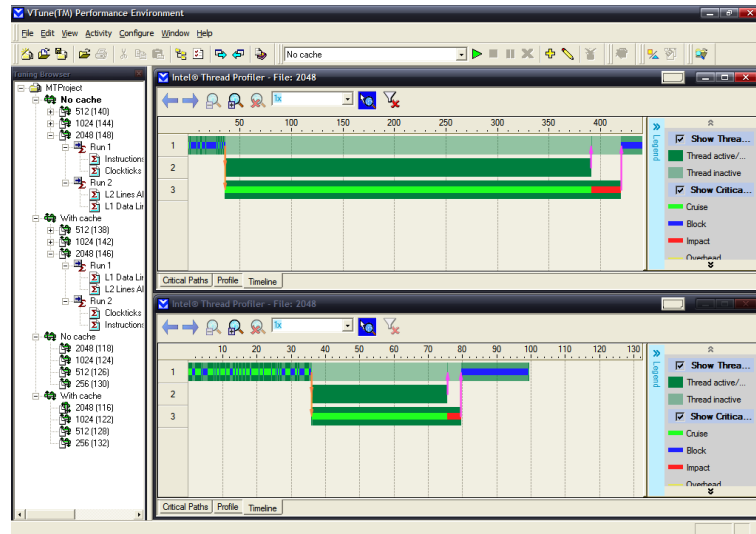 VTune(TM) Performance Environment
File Edit View Activity Configure Window Help
No cache
Tuning Browser
MTProject
No cache
512 (140)
1024 (144)
2048 (148)
Run 1
Instructions
Clockticks
Run 2
L2 Lines Al
L1 Data Lin
With cache
512 (138)
1024 (142)
2048 (146)
Run 1
L1 Data Lin
L2 Lines Al
Run 2
Clockticks
Instructions
No cache
2048 (118)
1024 (124)
512 (126)
256 (130)
With cache
2048 (116)
1024 (122)
512 (128)
256 (132)
Intel® Thread Profiler - File: 2048
1x
50 100 150 200 250 300 350 400
1
2
3
Critical Paths Profile Timeline
Legend
Show Threa...
Thread active/...
Thread inactive
Show Critica...
Cruise
Block
Impact
Overhead
Intel® Thread Profiler - File: 2048
1x
10 20 30 40 50 60 70 80 90 100 110 120 130
1
2
3
Critical Paths Profile Timeline
Legend
Show Threa...
Thread active/...
Thread inactive
Show Critica...
Cruise
Block
Impact
Overhead